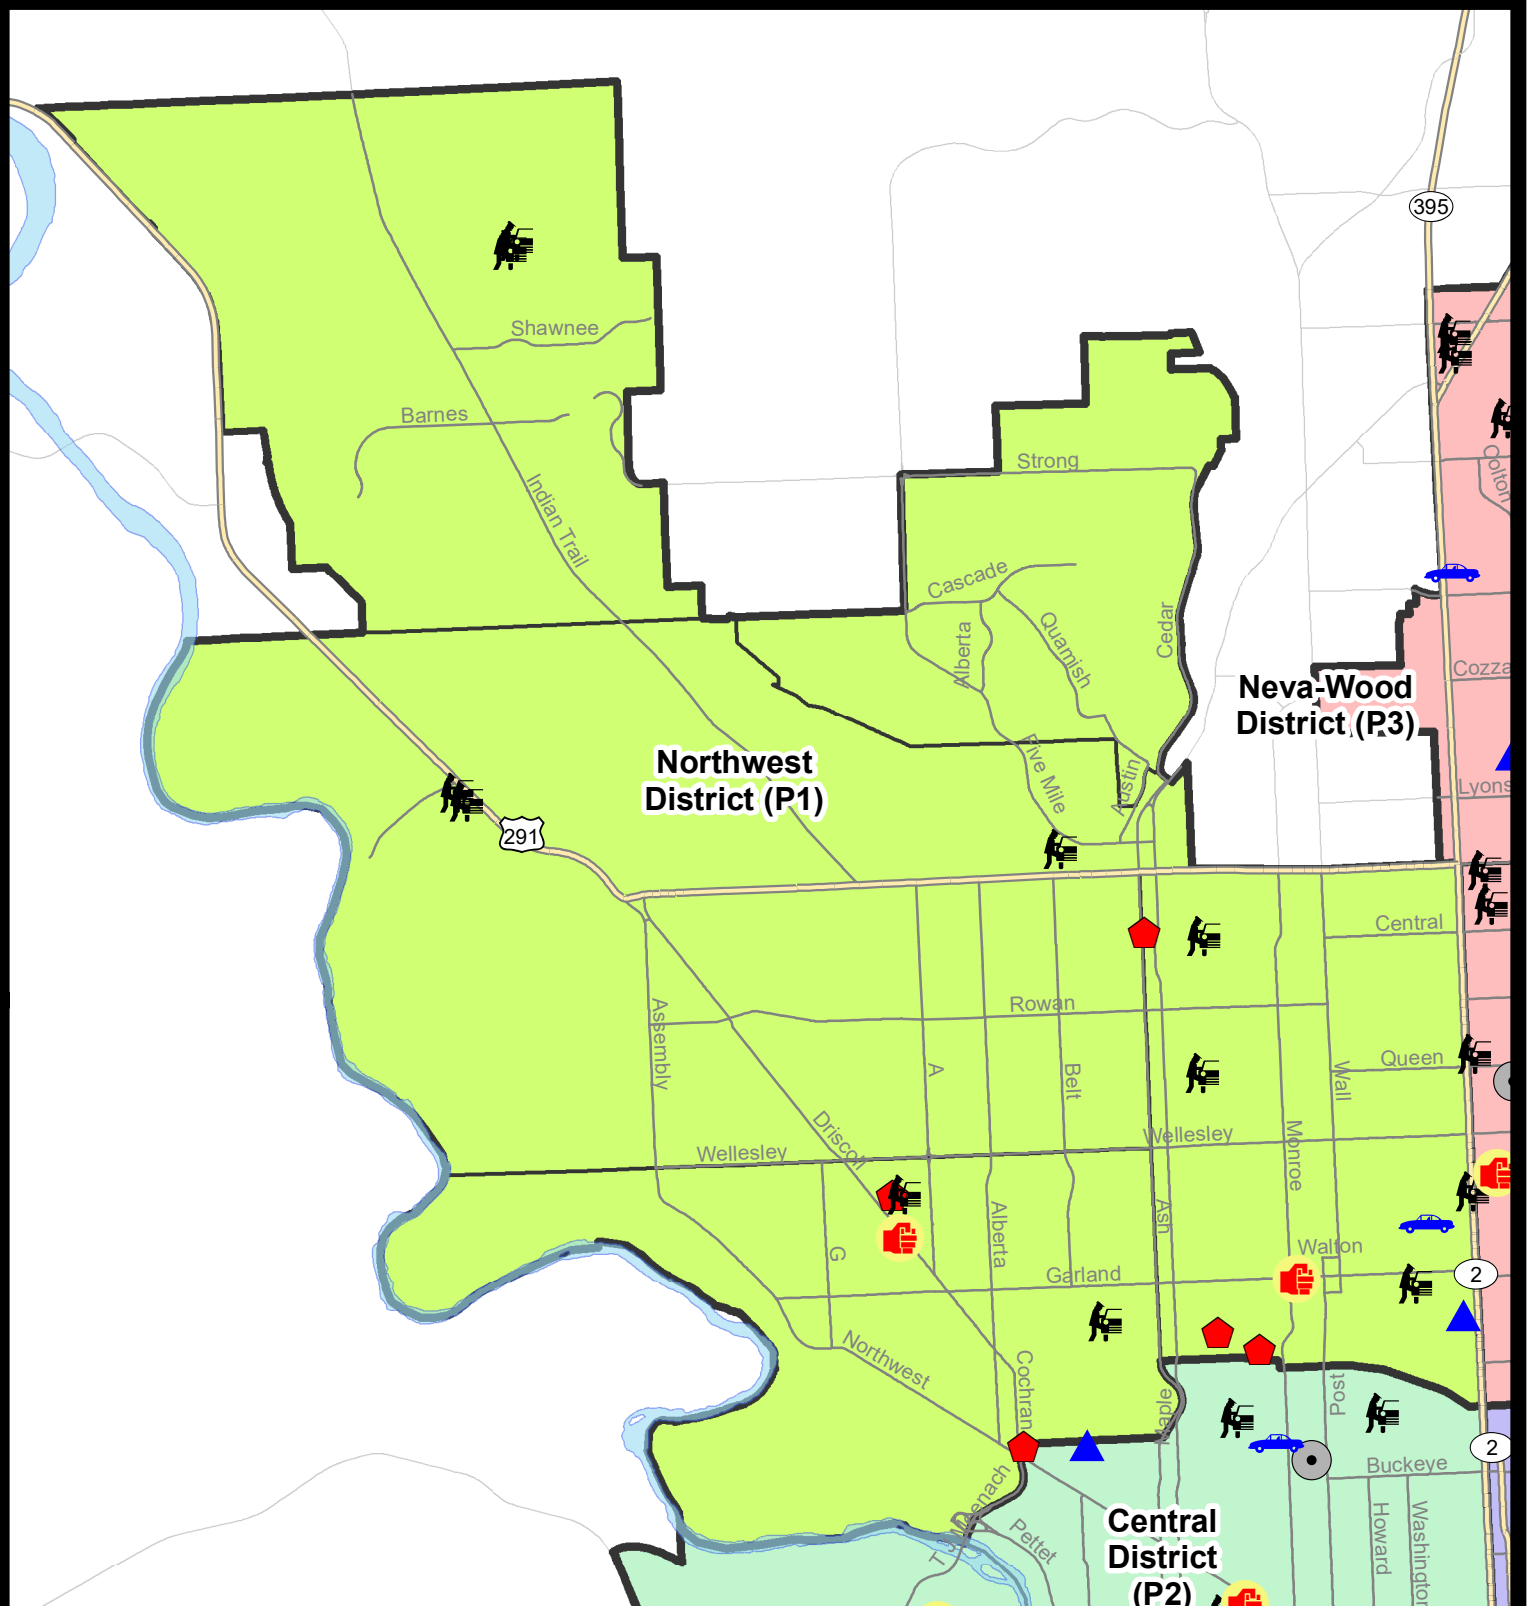 395
Shawnee
Barnes
Colton
Strong
Indian Trail
Cascade
Alberta
Quamish
Cedar
Cozza
Neva-Wood
District (P3)
Northwest
District (P1)
Five Mile
Austin
Lyons
291
Central
Rowan
Assembly
A
Belt
Wall
Queen
Driscoll
Wellesley
Wellesley
Monroe
Alberta
Ash
G
Walton
Garland
2
Northwest
Cochran
Maple
Post
2
Buckeye
T J Meenach
Pettet
Central
District
(P2)
Howard
Washington